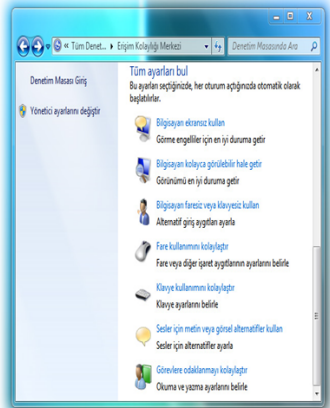 « Tüm Denet... Erişim Kolaylığı Merkezi
Denetim Masasında Ara
Denetim Masası Giriş
Yönetici ayarlarını değiştir
Tüm ayarları bul
Bu ayarları seçtiğinizde, her oturum açtığınızda otomatik olarak
başlatılırlar.
Bilgisayarı ekransız kullan
Görme engelliler için en iyi duruma getir
Bilgisayarı kolayca görülebilir hale getir
Görünümü en iyi duruma getir
Bilgisayarı faresiz veya klavyesiz kullan
Alternatif giriş aygıtları ayarla
Fare kullanımını kolaylaştır
Fare veya diğer işaret aygıtlarının ayarlarını belirle
Klavye kullanımını kolaylaştır
Klavye ayarlarını belirle
Sesler için metin veya görsel alternatifler kullan
Sesler için alternatifler ayarla
Görevlere odaklanmayı kolaylaştır
Okuma ve yazma ayarlarını belirle